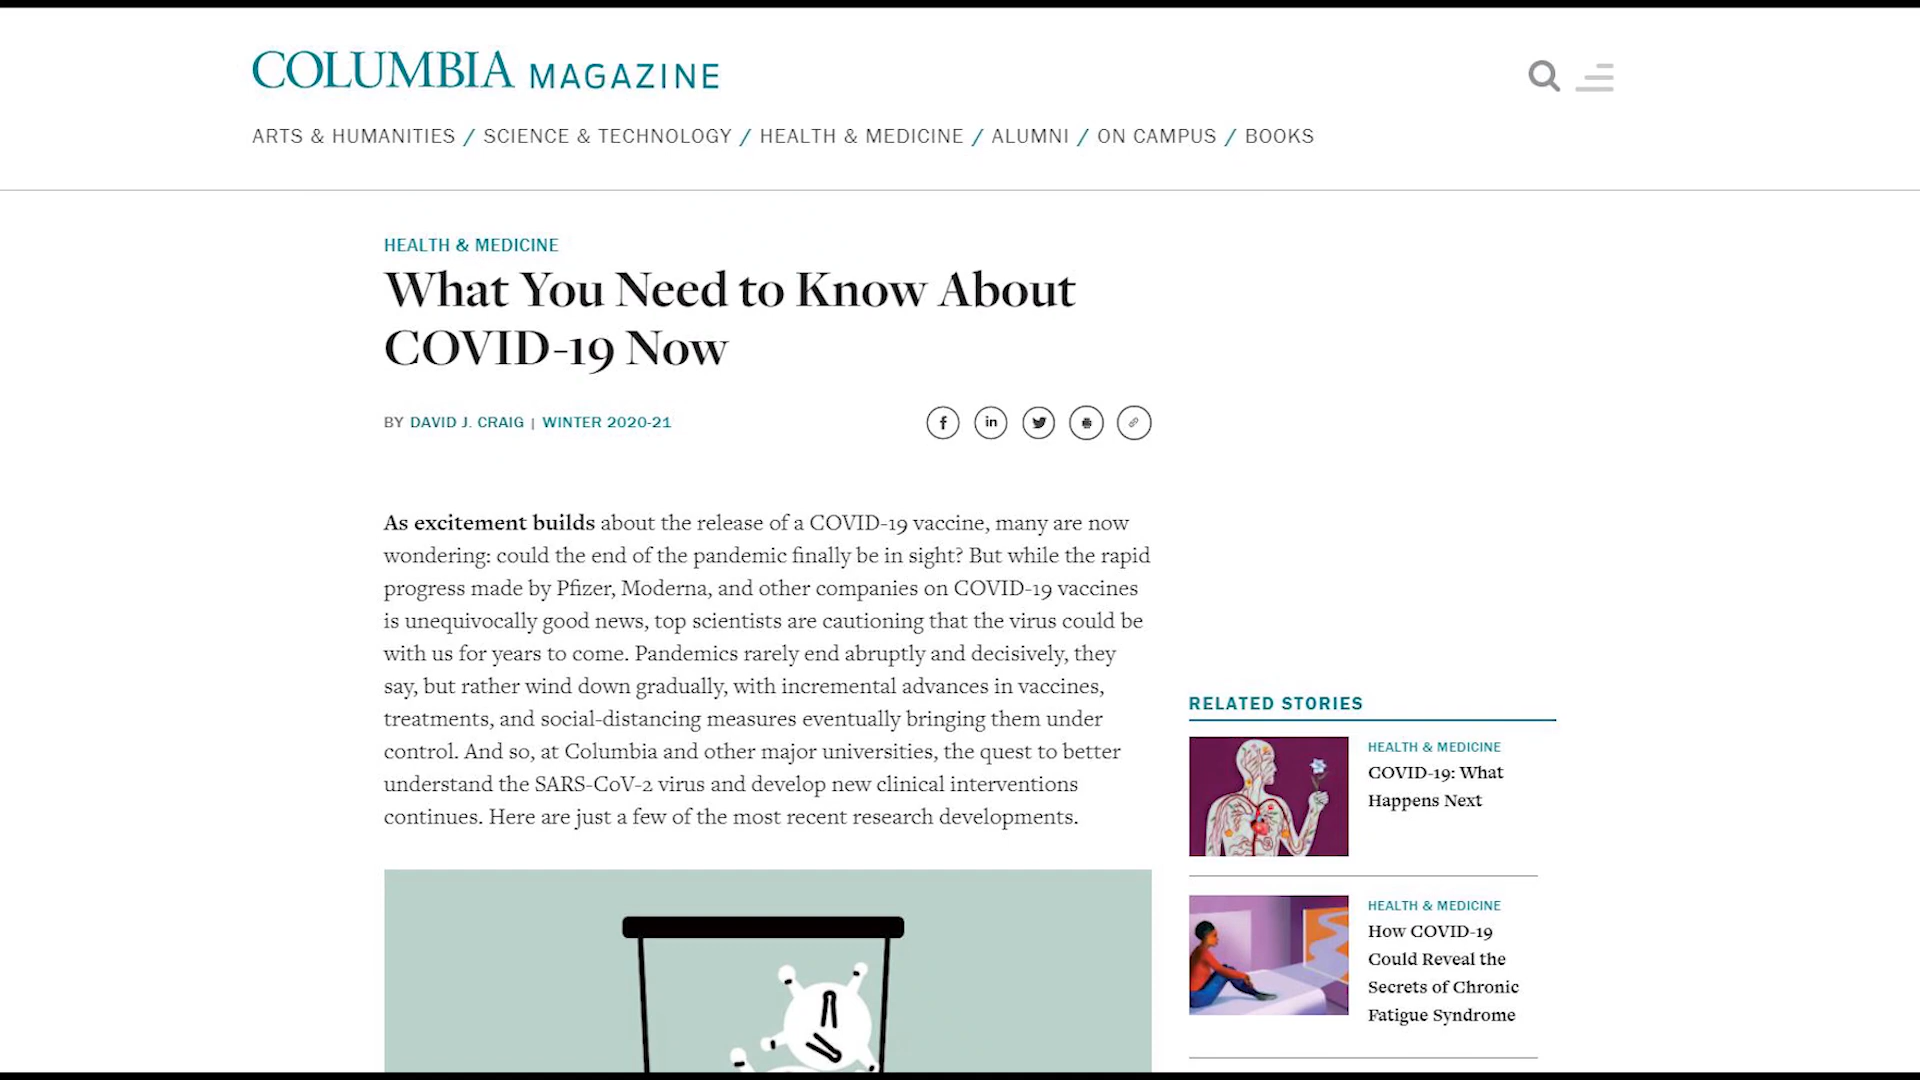 COLUMBIA MAGAZINE
ARTS & HUMANITIES / SCIENCE & TECHNOLOGY / HEALTH & MEDICINE / ALUMNI / ON CAMPUS / BOOKS
HEALTH & MEDICINE
What You Need to Know About
COVID-19 Now
BY DAVID J. CRAIG | WINTER 2020-21
As excitement builds about the release of a COVID-19 vaccine, many are now
wondering: could the end of the pandemic finally be in sight? But while the rapid
progress made by Pfizer, Moderna, and other companies on COVID-19 vaccines
is unequivocally good news, top scientists are cautioning that the virus could be
with us for years to come. Pandemics rarely end abruptly and decisively, they
say, but rather wind down gradually, with incremental advances in vaccines,
treatments, and social-distancing measures eventually bringing them under
control. And so, at Columbia and other major universities, the quest to better
understand the SARS-CoV-2 virus and develop new clinical interventions
continues. Here are just a few of the most recent research developments.
RELATED STORIES
HEALTH & MEDICINE
COVID-19: What
Happens Next
HEALTH & MEDICINE
How COVID-19
Could Reveal the
Secrets of Chronic
Fatigue Syndrome